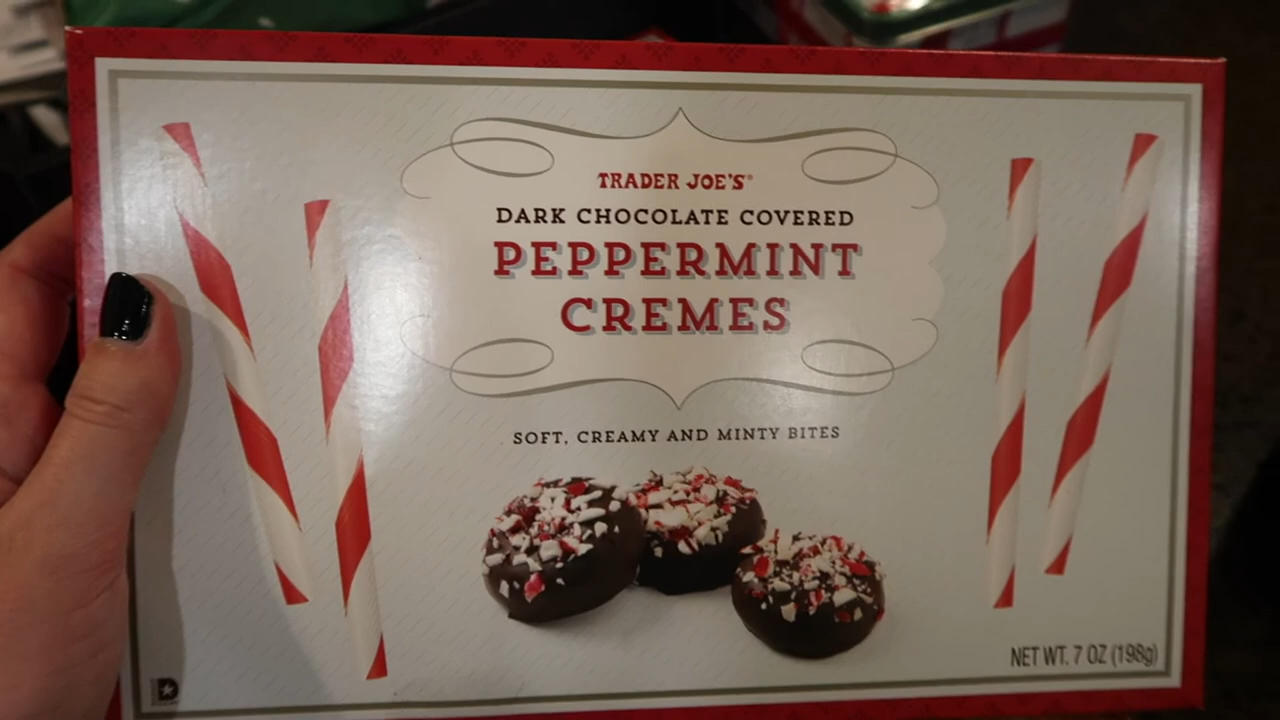 TRADER JOE'S®
DARK CHOCOLATE COVERED
PEPPERMINT
CREMES
SOFT, CREAMY AND MINTY BITES
NET WT. 7 OZ (198g)
D